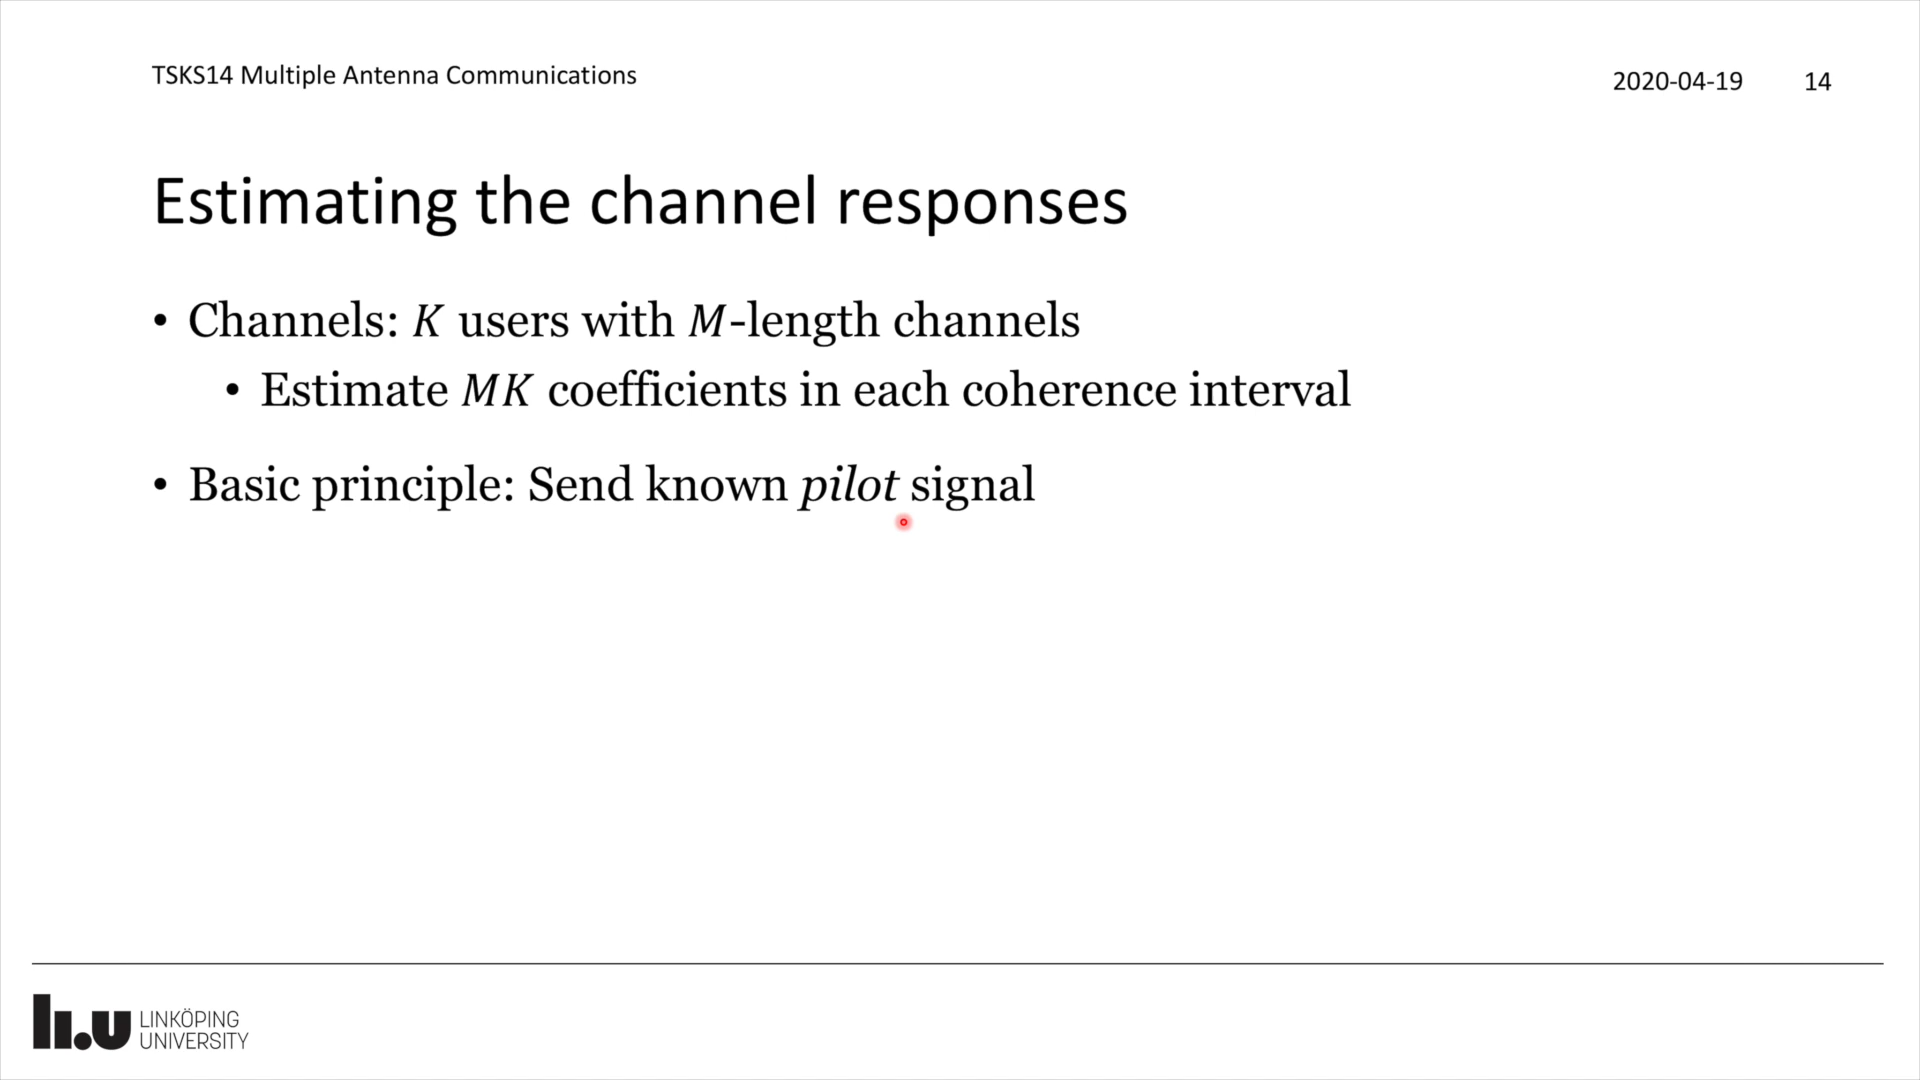 TSKS14 Multiple Antenna Communications
2020-04-19 14
Estimating the channel responses
• Channels: K users with M-length channels
• Estimate MK coefficients in each coherence interval
• Basic principle: Send known pilot signal
li.u LINKÖPING
UNIVERSITY